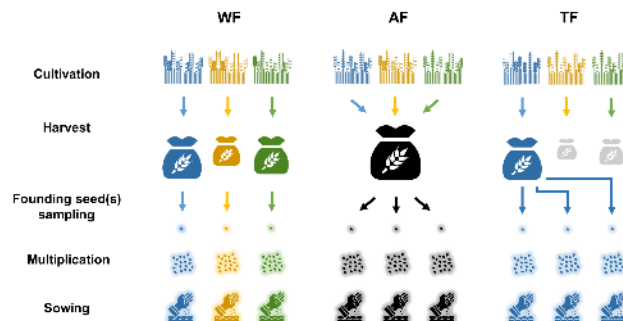 WF AF TF
Cultivation
Harvest
Founding seed(s)
sampling
Multiplication
Sowing